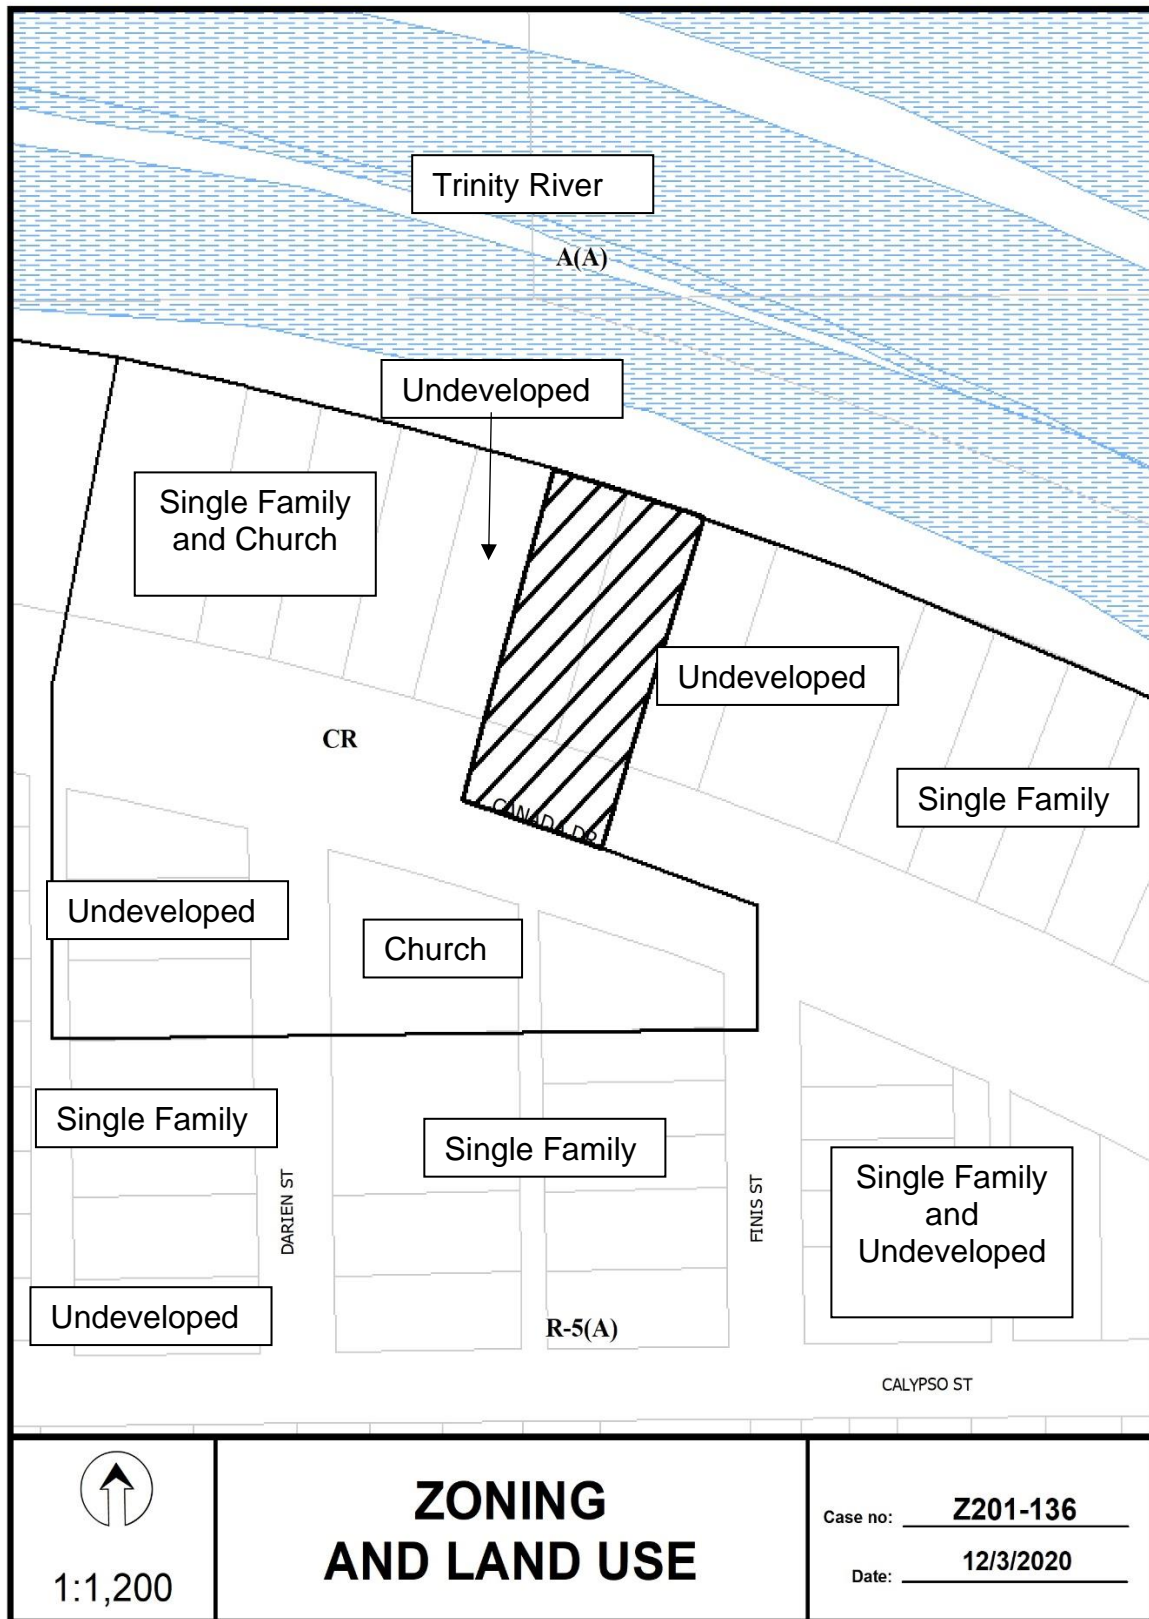 Trinity River
A(A)
Undeveloped
Single Family
and Church
Undeveloped
CR
Single Family
CANADA DR
Undeveloped
Church
Single Family
Single Family
DARIEN ST
FINIS ST
Single Family
and
Undeveloped
Undeveloped
R-5(A)
CALYPSO ST
1:1,200
ZONING
AND LAND USE
Case no: Z201-136
Date: 12/3/2020